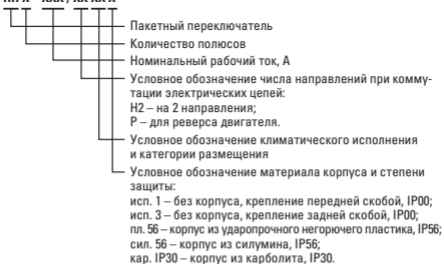 Пакетный переключатель
Количество полюсов
Номинальный рабочий ток, А
Условное обозначение числа направлений при комму-
тации электрических цепей:
Н2 – на 2 направления;
Р – для реверса двигателя.
Условное обозначение климатического исполнения
и категории размещения
Условное обозначение материала корпуса и степени
защиты:
исп. 1 – без корпуса, крепление передней скобой, IP00;
исп. 3 – без корпуса, крепление задней скобой, IP00;
пл. 56 – корпус из ударопрочного негорючего пластика, IP56;
сил. 56 – корпус из силумина, IP56;
кар. IP30 – корпус из карболита, IP30.